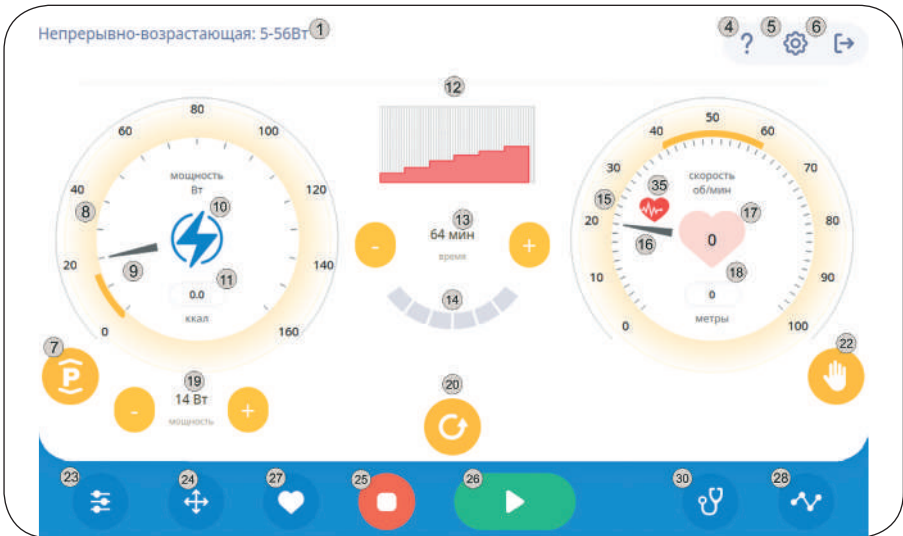 Непрерывно-возрастающая: 5-56Вт 1
4 5 6
?
12
80
60 100
мощность
Вт
40 120
8 10
20 140
9 11
0.0
ккал
0 160
13
64 мин
- +
время
14
50
40 60
30 70
скорость
об/мин
35
15 17
20 80
16 0
18
10 90
0
метры
0 100
7
P
19
14 Вт
- +
мощность
20
22
23 24 27 25 26 30 28